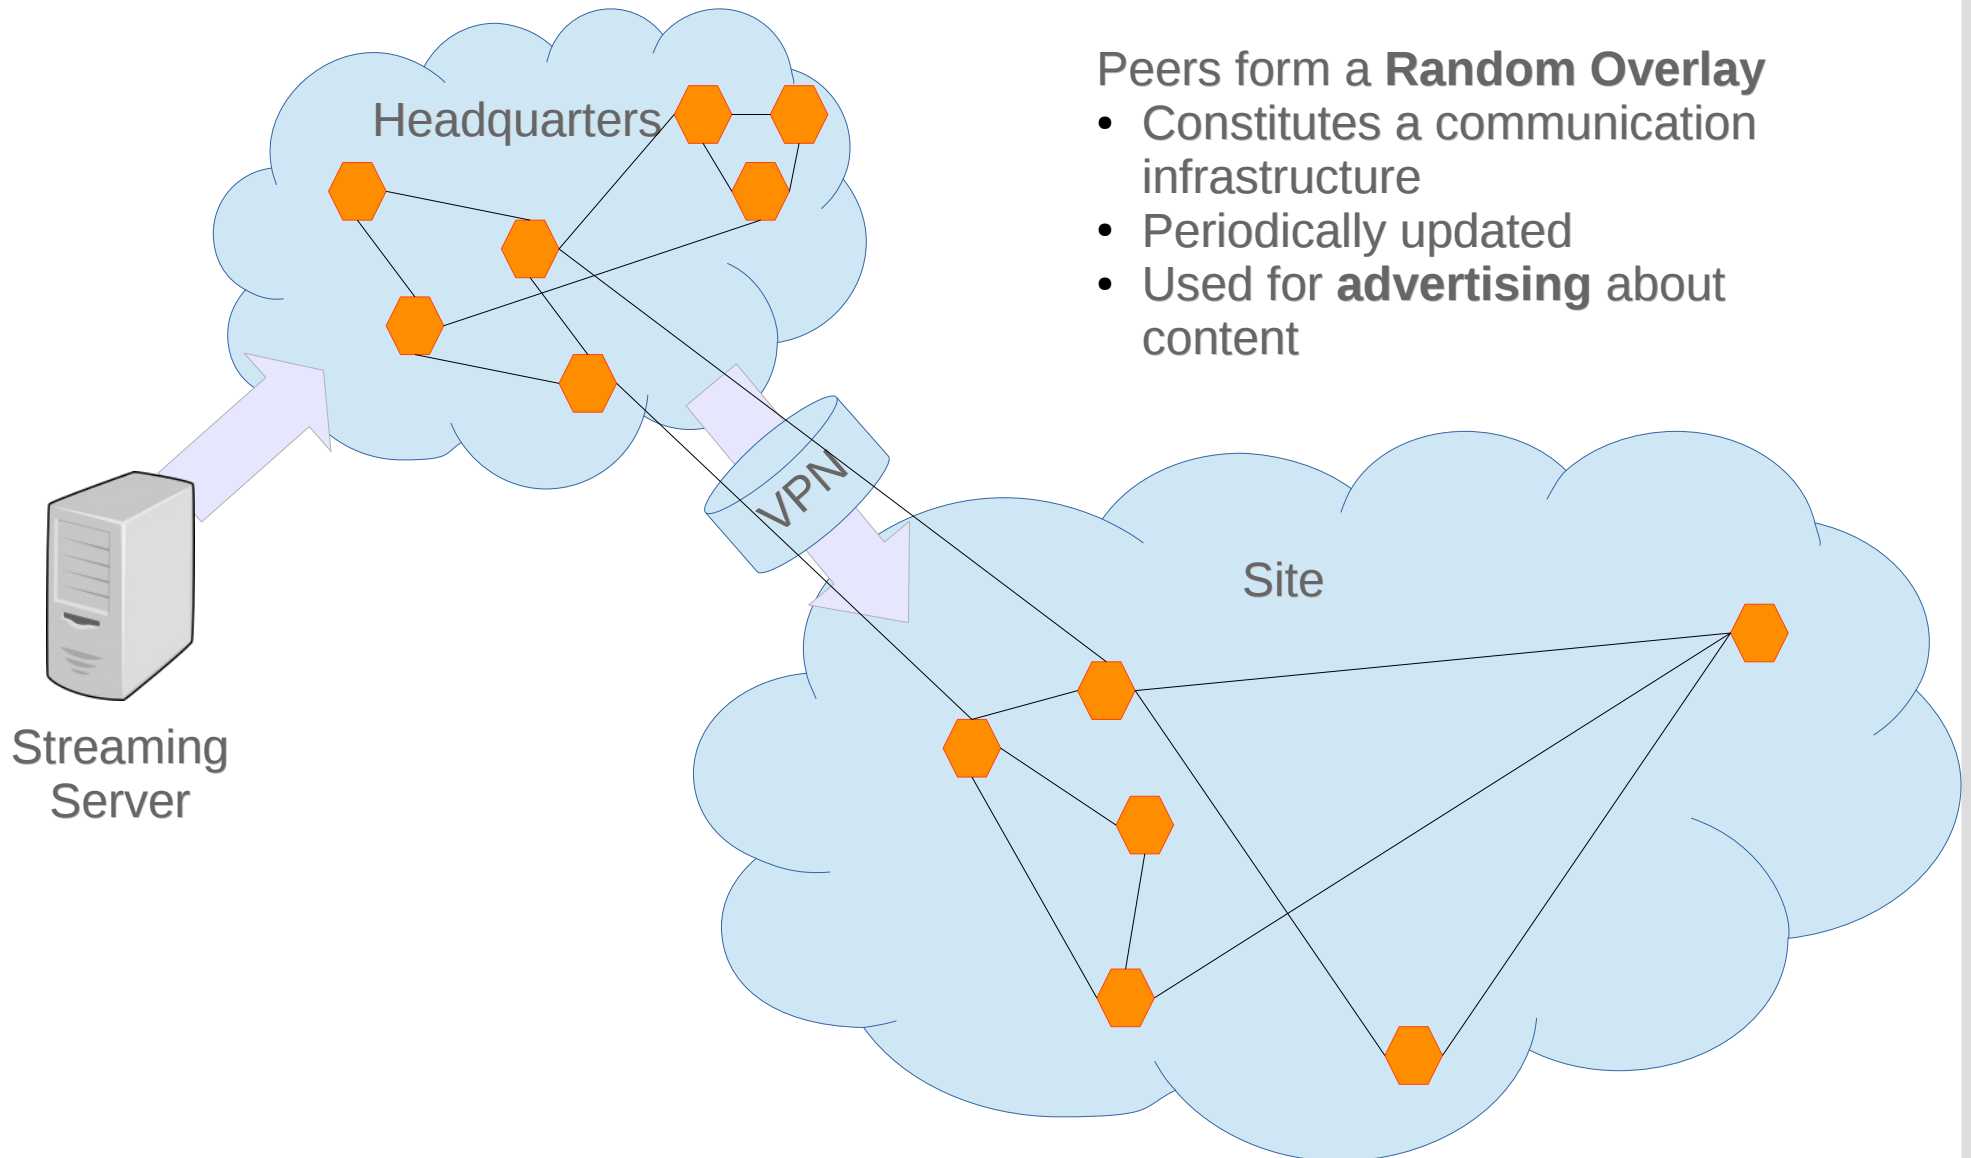 Peers form a Random Overlay
• Constitutes a communication
infrastructure
• Periodically updated
• Used for advertising about
content
Headquarters
VPN
Site
Streaming
Server